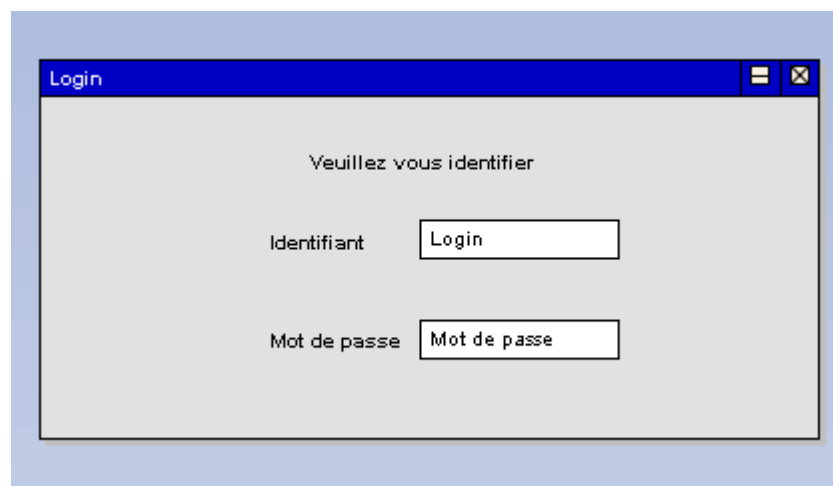 Login
Veuillez vous identifier
Identifiant Login
Mot de passe Mot de passe